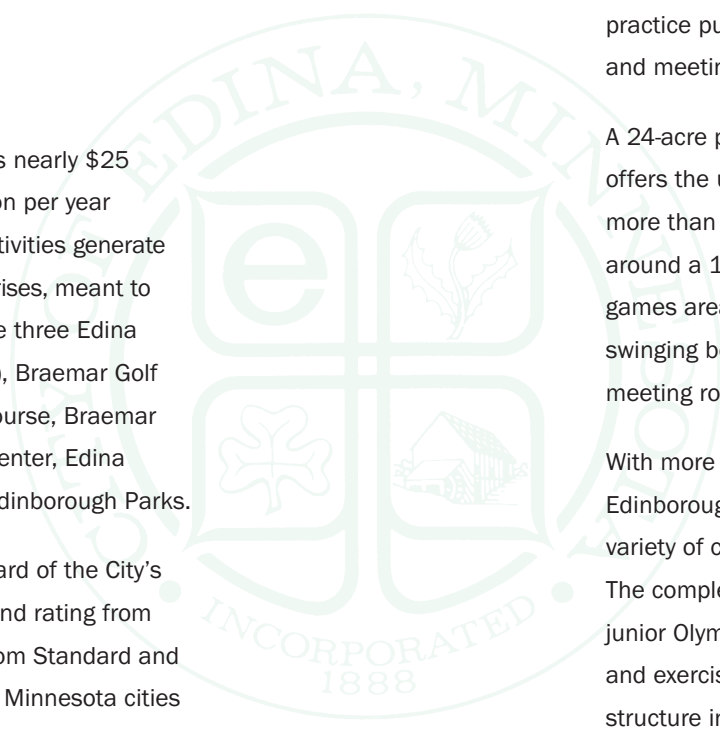 s nearly $25
on per year
tivities generate
rises, meant to
e three Edina
), Braemar Golf
ourse, Braemar
enter, Edina
dinborough Parks.
ard of the City's
nd rating from
om Standard and
Minnesota cities
CITY OF EDINA, MINNESOTA
e
INCORPORATED
1888
practice pu
and meetin
A 24-acre p
offers the u
more than
around a 1
games area
swinging be
meeting ro
With more
Edinboroug
variety of c
The comple
junior Olym
and exercis
structure in